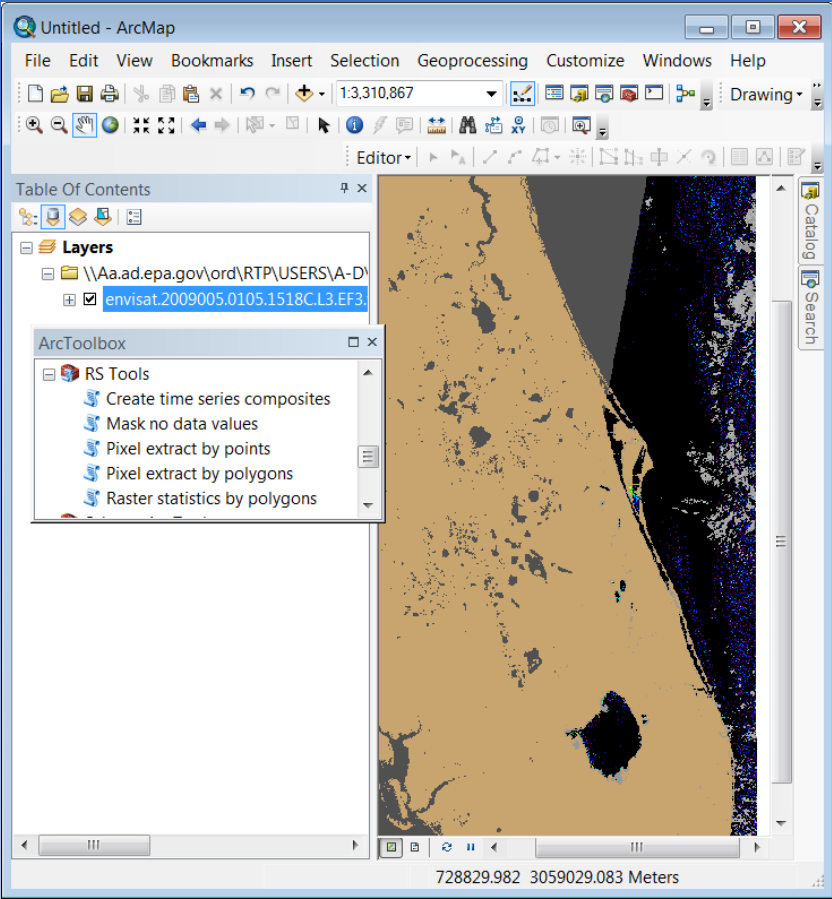 Untitled - ArcMap
File Edit View Bookmarks Insert Selection Geoprocessing Customize Windows Help
1:3,310,867
Drawing
Editor
Table Of Contents
Layers
\\Aa.ad.epa.gov\ord\RTP\USERS\A-D\
envisat.2009005.0105.1518C.L3.EF3.
ArcToolbox
RS Tools
Create time series composites
Mask no data values
Pixel extract by points
Pixel extract by polygons
Raster statistics by polygons
Catalog
Search
728829.982 3059029.083 Meters